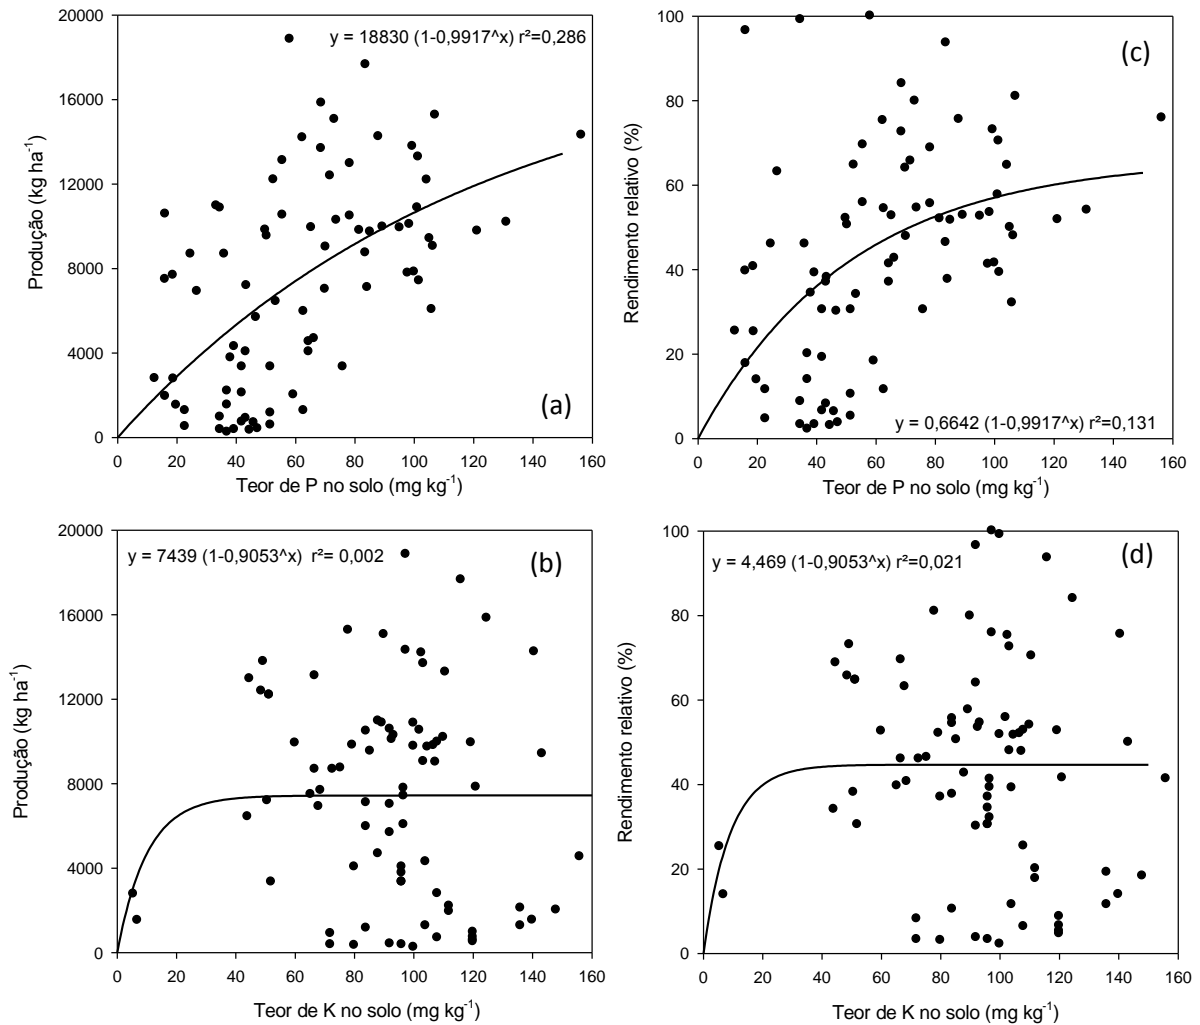 20000
16000
12000
8000
4000
0
Produção (kg ha⁻¹)
y = 18830 (1-0,9917^x) r²=0,286
(a)
0 20 40 60 80 100 120 140 160
Teor de P no solo (mg kg⁻¹)
100
80
60
40
20
0
Rendimento relativo (%)
(c)
y = 0,6642 (1-0,9917^x) r²=0,131
0 20 40 60 80 100 120 140 160
Teor de P no solo (mg kg⁻¹)
20000
16000
12000
8000
4000
0
Produção (kg ha⁻¹)
y = 7439 (1-0,9053^x) r²= 0,002
(b)
0 20 40 60 80 100 120 140 160
Teor de K no solo (mg kg⁻¹)
100
80
60
40
20
0
Rendimento relativo (%)
y = 4,469 (1-0,9053^x) r²=0,021
(d)
0 20 40 60 80 100 120 140 160
Teor de K no solo (mg kg⁻¹)